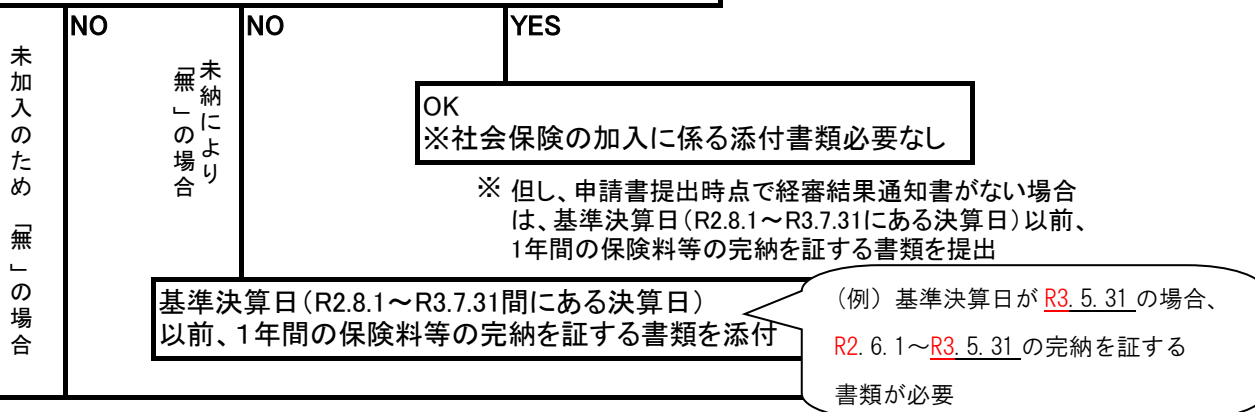 NO
NO
YES
未加入のため「無」の場合
未納により
「無」の場合
OK
※社会保険の加入に係る添付書類必要なし
※ 但し、申請書提出時点で経審結果通知書がない場合
は、基準決算日(R2.8.1～R3.7.31にある決算日)以前、
1年間の保険料等の完納を証する書類を提出
基準決算日(R2.8.1～R3.7.31間にある決算日)
以前、1年間の保険料等の完納を証する書類を添付
(例) 基準決算日が R3.5.31 の場合、
R2.6.1～R3.5.31 の完納を証する
書類が必要